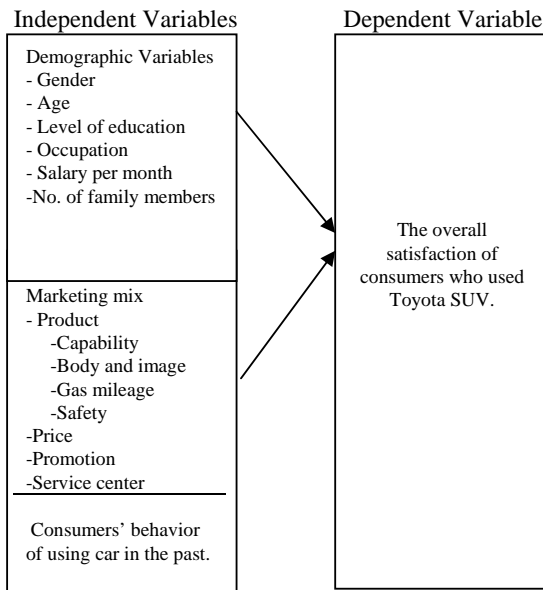 Independent Variables
Demographic Variables
- Gender
- Age
- Level of education
- Occupation
- Salary per month
-No. of family members
Marketing mix
- Product
-Capability
-Body and image
-Gas mileage
-Safety
-Price
-Promotion
-Service center
Consumers’ behavior
of using car in the past.
Dependent Variable
The overall
satisfaction of
consumers who used
Toyota SUV.